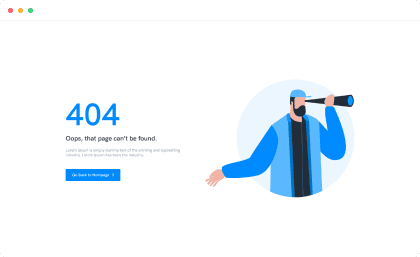 404
Oops, that page can't be found.
Lorem Ipsum is simply dummy text of the printing and typesetting
industry. Lorem Ipsum has been the industry.
Go Back to Homepage